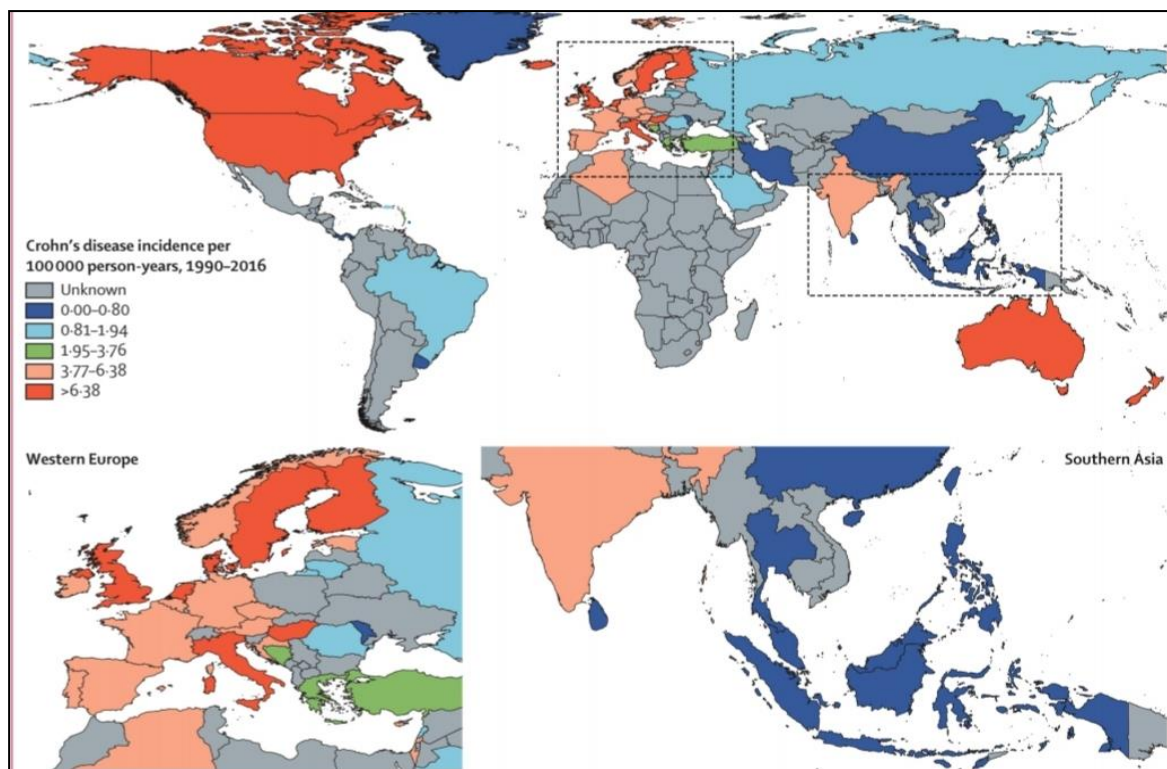 Crohn's disease incidence per
100 000 person-years, 1990–2016
Unknown
0·00–0·80
0·81–1·94
1·95–3·76
3·77–6·38
>6·38
Western Europe
Southern Asia